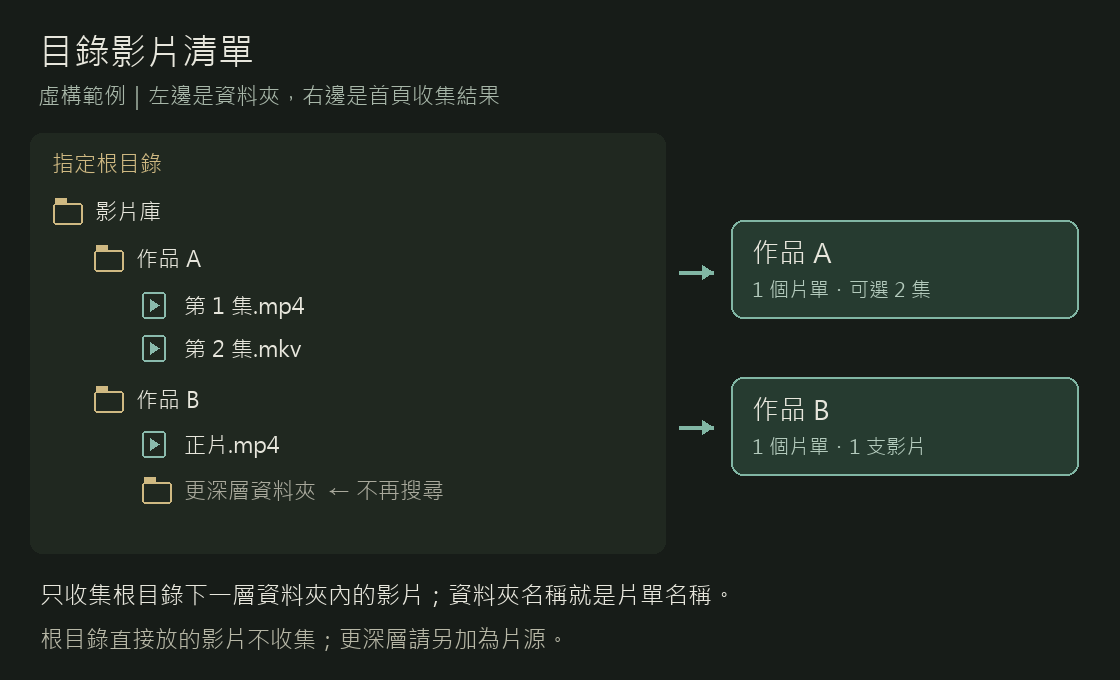 目錄影片清單
虛構範例 | 左邊是資料夾，右邊是首頁收集結果
指定根目錄
影片庫
作品 A
第 1 集.mp4
第 2 集.mkv
作品 B
正片.mp4
更深層資料夾 ← 不再搜尋
作品 A
1 個片單 · 可選 2 集
作品 B
1 個片單 · 1 支影片
只收集根目錄下一層資料夾內的影片；資料夾名稱就是片單名稱。
根目錄直接放的影片不收集；更深層請另加為片源。